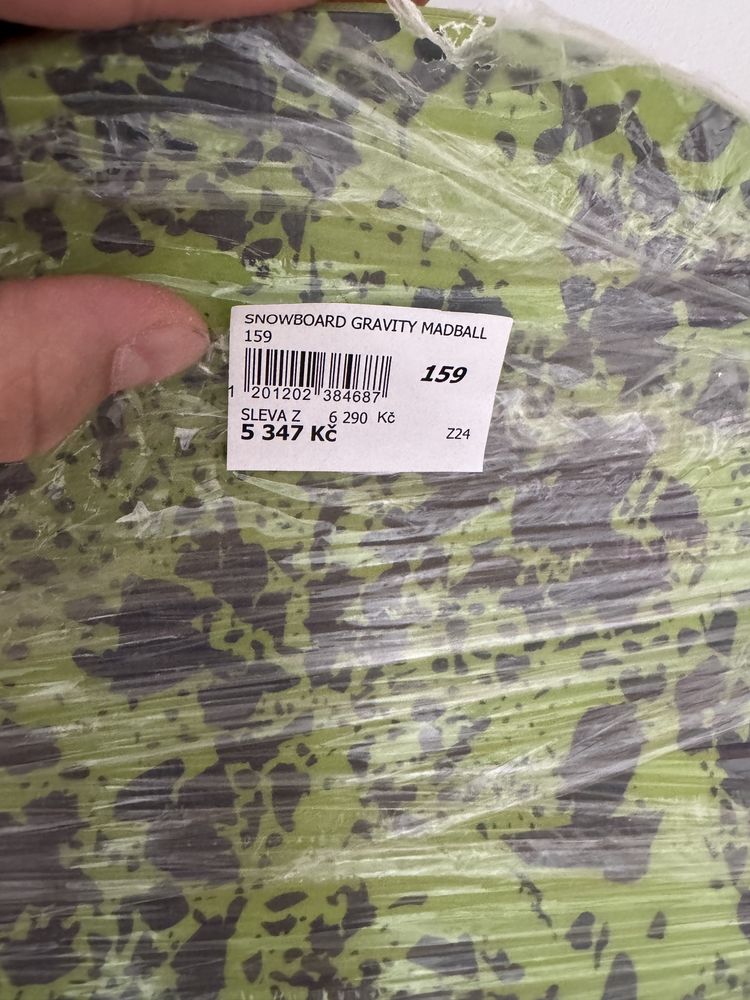 SNOWBOARD GRAVITY MADBALL
159
159
1 201202 384687
SLEVA Z 6 290 Kč
5 347 Kč
Z24